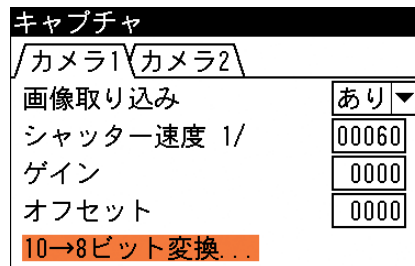 キャプチャ
カメラ1 カメラ2
画像取り込み あり▼
シャッター速度 1/ 00060
ゲイン 0000
オフセット 0000
10→8ビット変換...